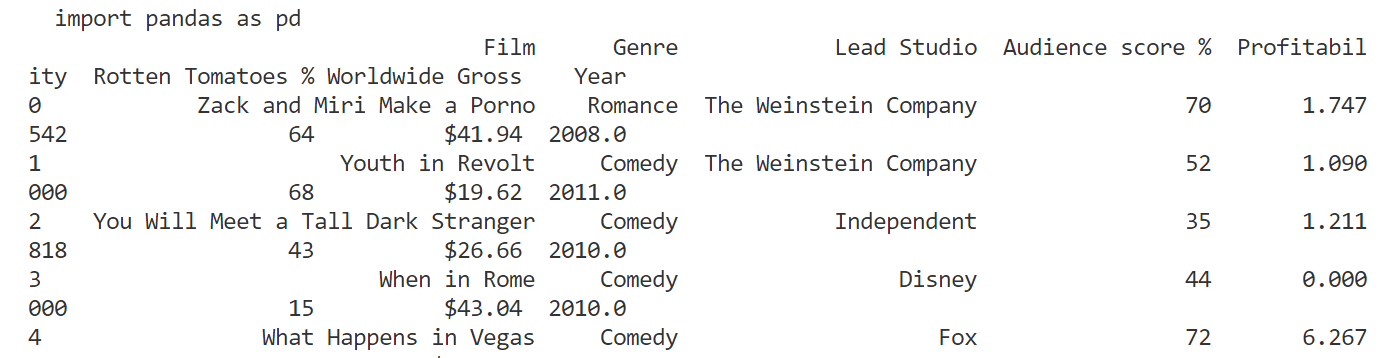 import pandas as pd
Film Genre Lead Studio Audience score % Profitabil
ity Rotten Tomatoes % Worldwide Gross Year
0 Zack and Miri Make a Porno Romance The Weinstein Company 70 1.747
542 64 $41.94 2008.0
1 Youth in Revolt Comedy The Weinstein Company 52 1.090
000 68 $19.62 2011.0
2 You Will Meet a Tall Dark Stranger Comedy Independent 35 1.211
818 43 $26.66 2010.0
3 When in Rome Comedy Disney 44 0.000
000 15 $43.04 2010.0
4 What Happens in Vegas Comedy Fox 72 6.267